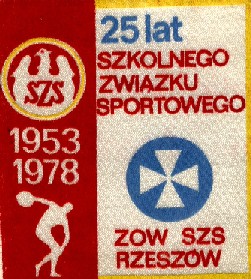 25 lat
SZKOLNEGO
ZWIĄZKU
SPORTOWEGO
SZS
1953
1978
ZOW SZS
RZESZÓW